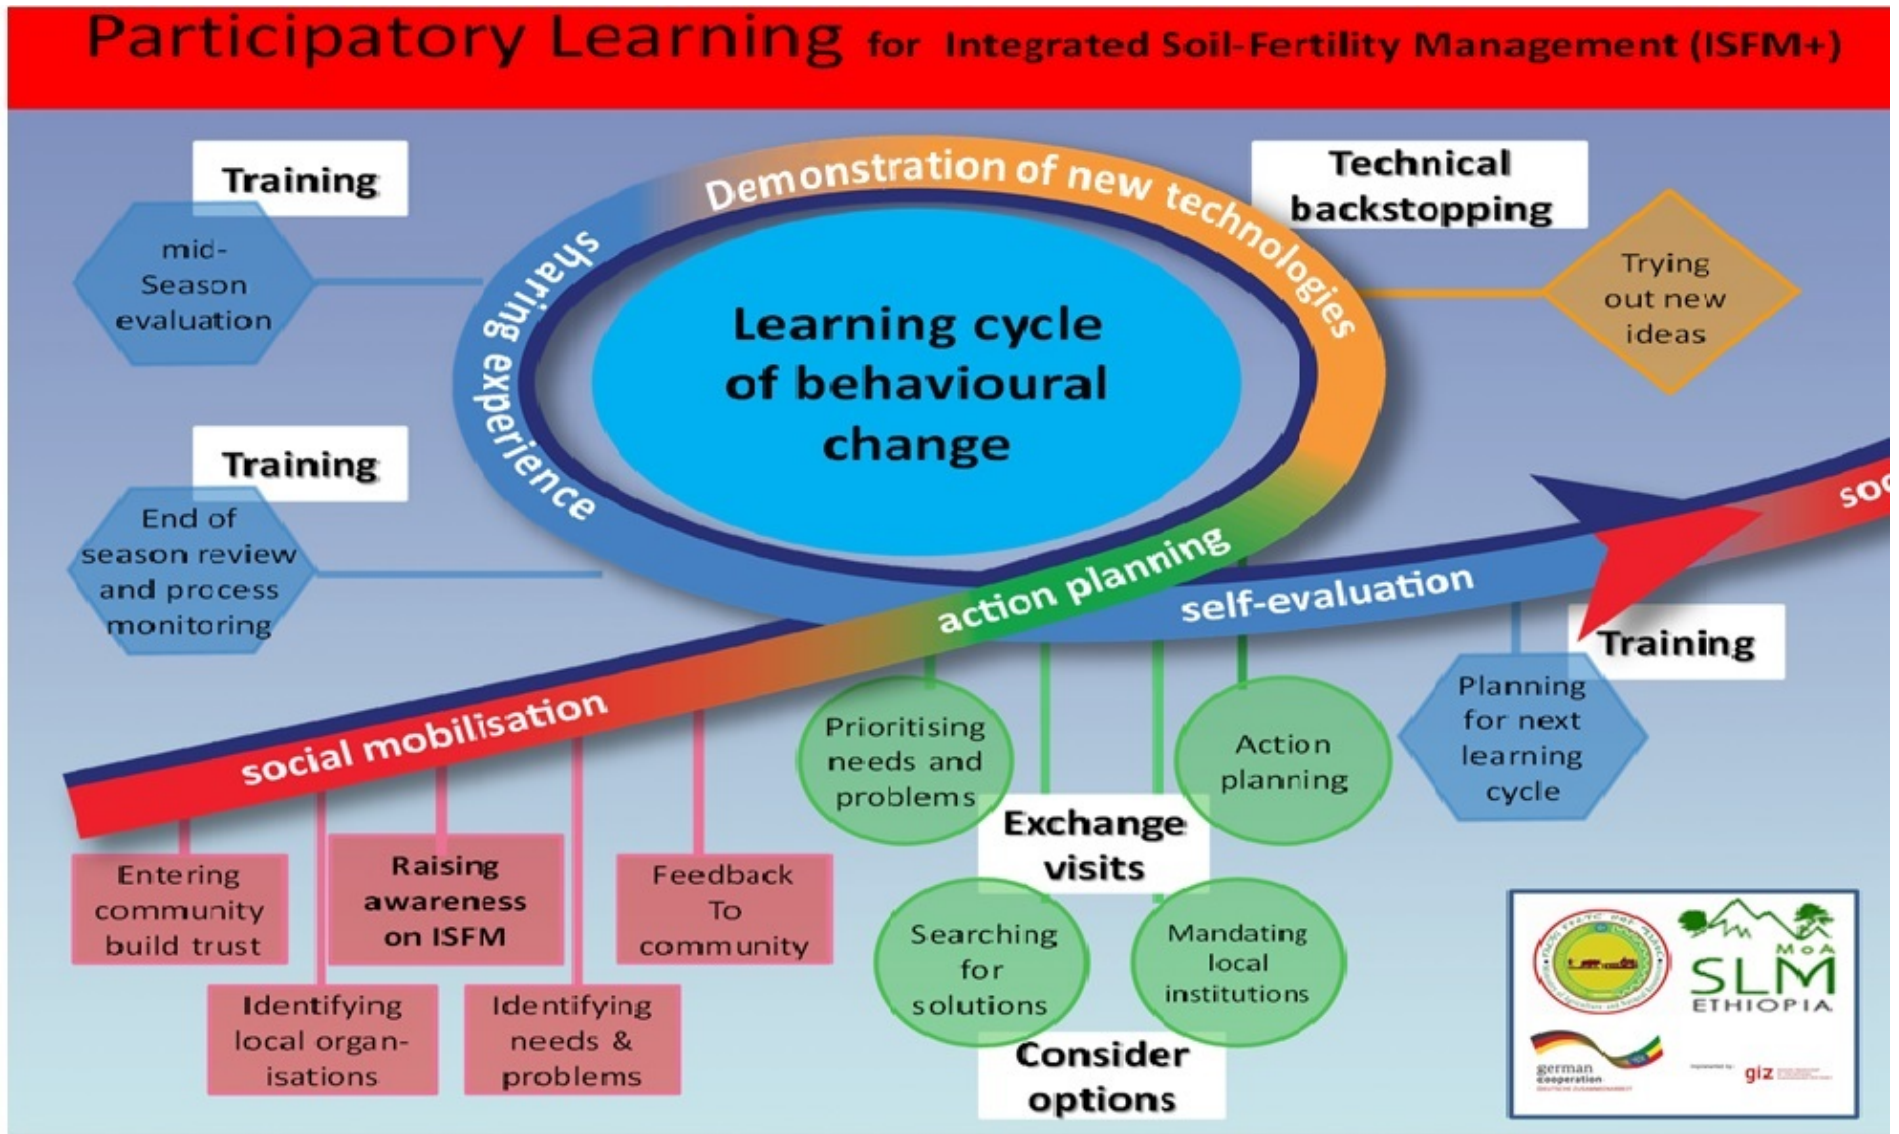 Participatory Learning for Integrated Soil-Fertility Management (ISFM+)
Training
mid-
Season
evaluation
Training
End of
season review
and process
monitoring
Demonstration of new technologies
sharing experience
Learning cycle
of behavioural
change
Technical
backstopping
Trying
out new
ideas
social mobilisation
action planning
self-evaluation
soc
Training
Planning
for next
learning
cycle
Entering
community
build trust
Identifying
local organ-
isations
Raising
awareness
on ISFM
Identifying
needs &
problems
Feedback
To
community
Prioritising
needs and
problems
Exchange
visits
Action
planning
Searching
for
solutions
Mandating
local
institutions
Consider
options
MoA
SLM
ETHIOPIA
german
cooperation
DEUTSCHE ZUSAMMENARBEIT
Implemented by:
giz